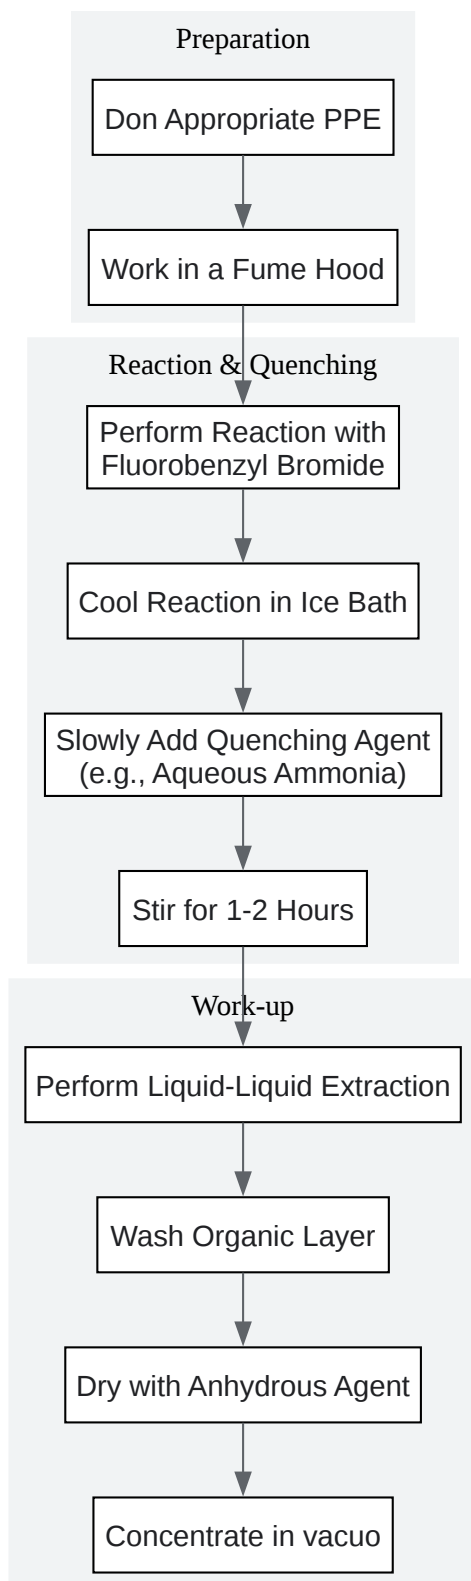 Preparation
Don Appropriate PPE
Work in a Fume Hood
Reaction & Quenching
Perform Reaction with
Fluorobenzyl Bromide
Cool Reaction in Ice Bath
Slowly Add Quenching Agent
(e.g., Aqueous Ammonia)
Stir for 1-2 Hours
Work-up
Perform Liquid-Liquid Extraction
Wash Organic Layer
Dry with Anhydrous Agent
Concentrate in vacuo